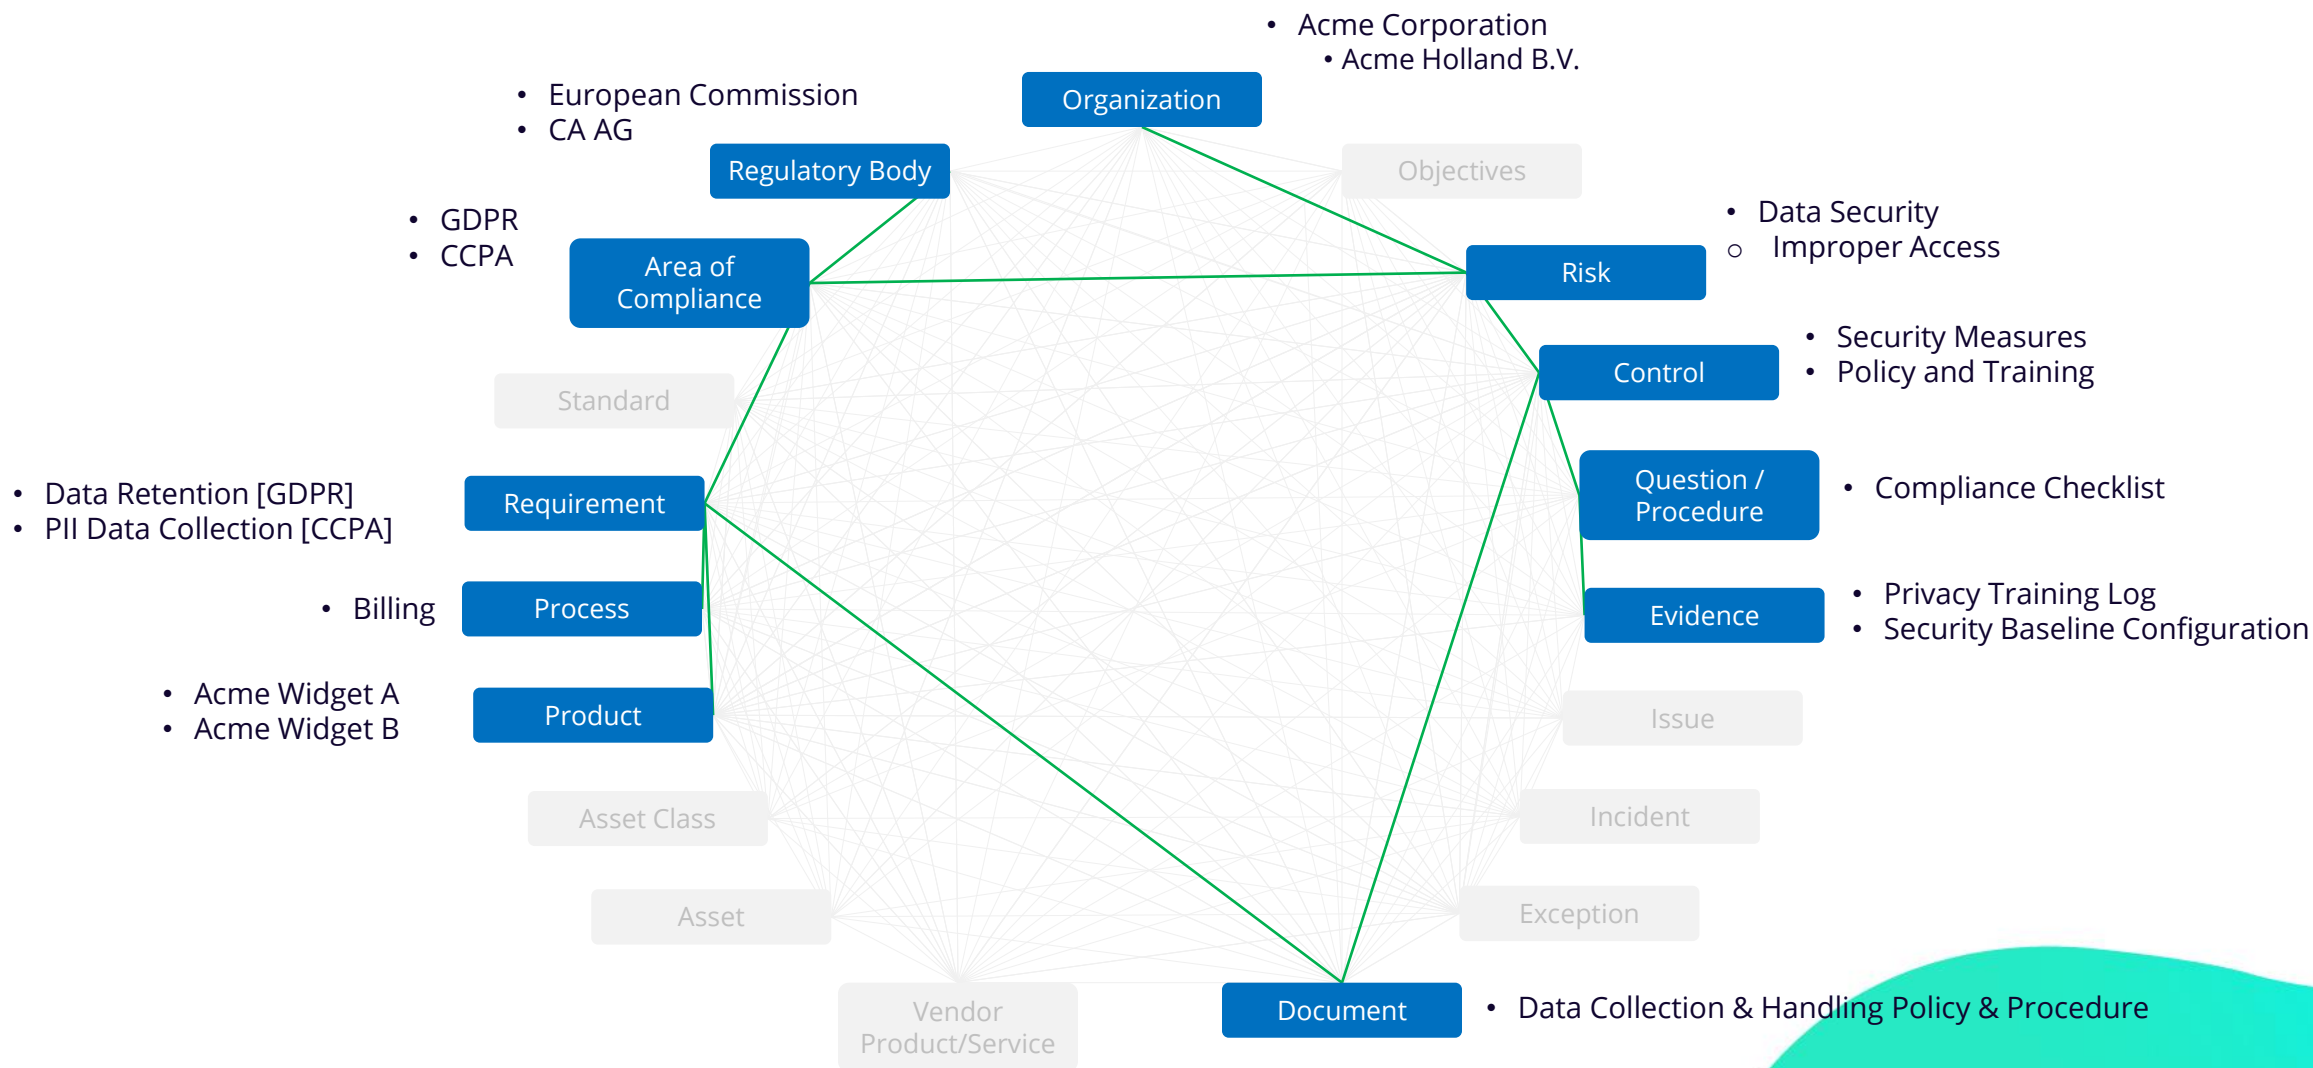 • Acme Corporation
• Acme Holland B.V.
Organization
• European Commission
• CA AG
Regulatory Body
Objectives
• GDPR
• CCPA
Area of
Compliance
• Data Security
o Improper Access
Risk
• Security Measures
• Policy and Training
Control
Standard
• Data Retention [GDPR]
• PII Data Collection [CCPA]
Requirement
Question /
Procedure
• Compliance Checklist
• Billing
Process
Evidence
• Privacy Training Log
• Security Baseline Configuration
• Acme Widget A
• Acme Widget B
Product
Issue
Asset Class
Incident
Asset
Exception
Vendor
Product/Service
Document
• Data Collection & Handling Policy & Procedure